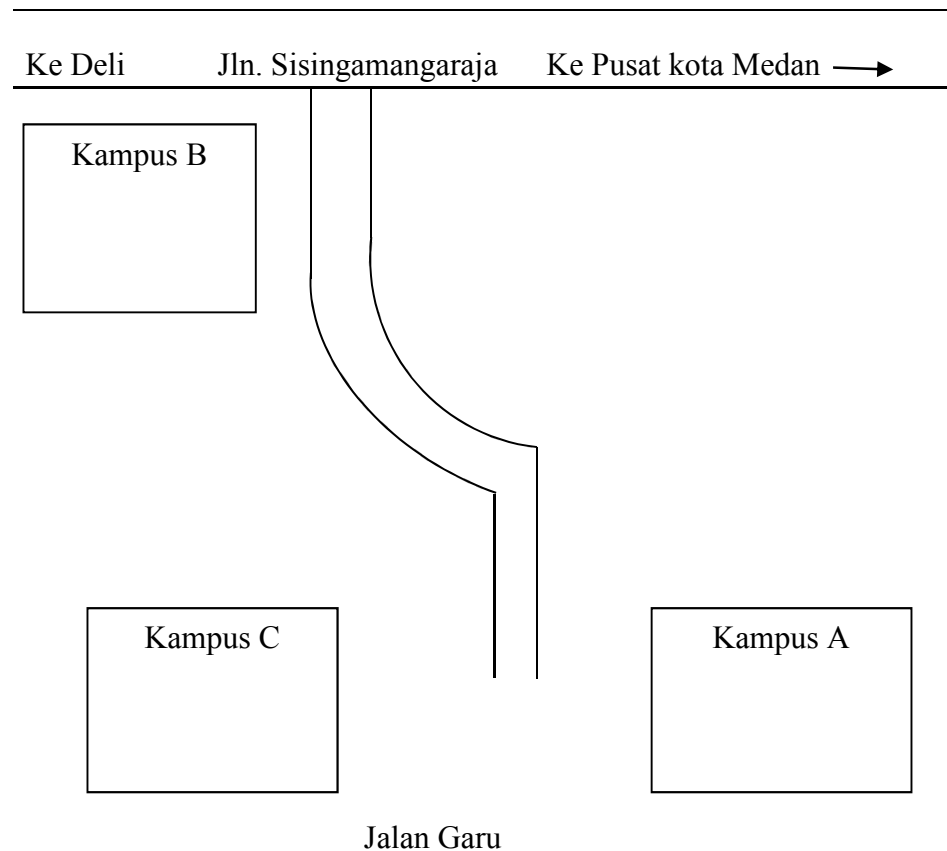 Ke Deli Jln. Sisingamangaraja Ke Pusat kota Medan
Kampus B
Kampus C Kampus A
Jalan Garu